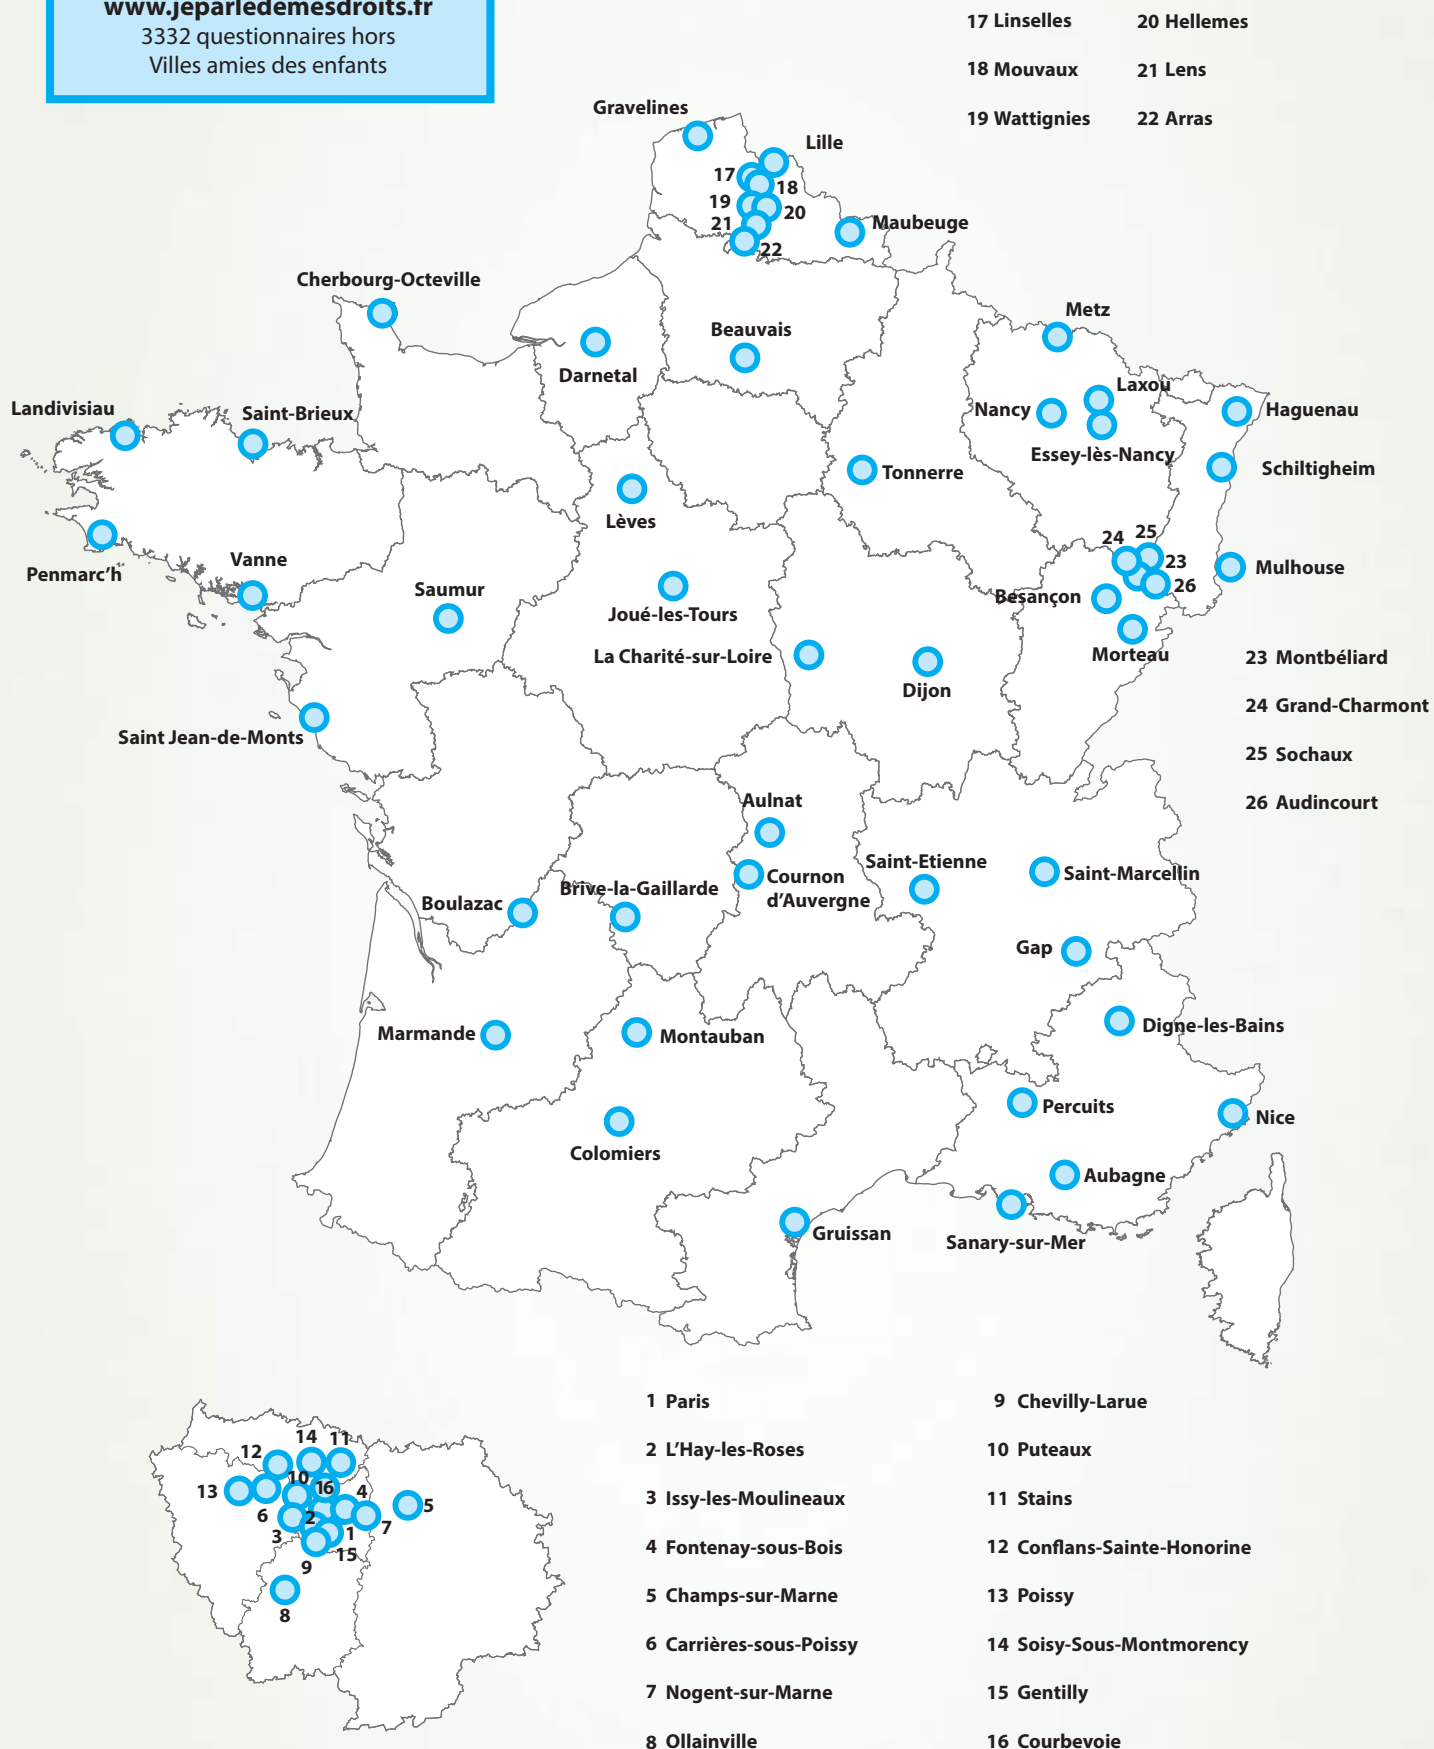 www.jeparledemesdroits.fr
3332 questionnaires hors
Villes amies des enfants
17 Linselles
20 Hellemes
18 Mouvaux
21 Lens
19 Wattignies
22 Arras
Gravelines
Lille
17
18
19
20
21
22
Maubeuge
Cherbourg-Octeville
Metz
Beauvais
Darnetal
Laxou
Nancy
Haguenau
Landivisiau
Saint-Brieux
Essey-lès-Nancy
Schiltigheim
Tonnerre
Lèves
24
25
23
26
Mulhouse
Penmarc'h
Vanne
Saumur
Joué-les-Tours
Besançon
Morteau
La Charité-sur-Loire
Dijon
23 Montbéliard
24 Grand-Charmont
25 Sochaux
26 Audincourt
Saint Jean-de-Monts
Aulnat
Saint-Etienne
Saint-Marcellin
Cournon
d'Auvergne
Brive-la-Gaillarde
Boulazac
Gap
Digne-les-Bains
Marmande
Montauban
Percuits
Nice
Colomiers
Aubagne
Gruissan
Sanary-sur-Mer
14
11
12
10
16
13
4
5
6
2
7
3
1
15
9
8
1 Paris
2 L'Hay-les-Roses
3 Issy-les-Moulineaux
4 Fontenay-sous-Bois
5 Champs-sur-Marne
6 Carrières-sous-Poissy
7 Nogent-sur-Marne
8 Ollainville
9 Chevilly-Larue
10 Puteaux
11 Stains
12 Conflans-Sainte-Honorine
13 Poissy
14 Soisy-Sous-Montmorency
15 Gentilly
16 Courbevoie